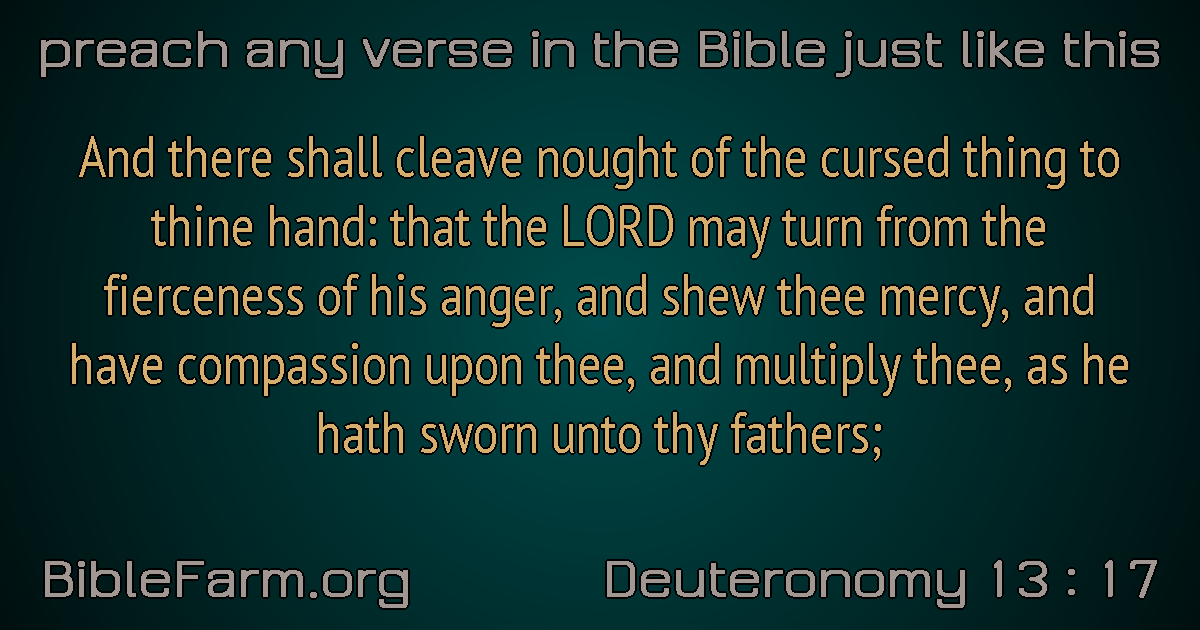 preach any verse in the Bible just like this
And there shall cleave nought of the cursed thing to
thine hand: that the LORD may turn from the
fierceness of his anger, and shew thee mercy, and
have compassion upon thee, and multiply thee, as he
hath sworn unto thy fathers;
BibleFarm.org
Deuteronomy 13 : 17